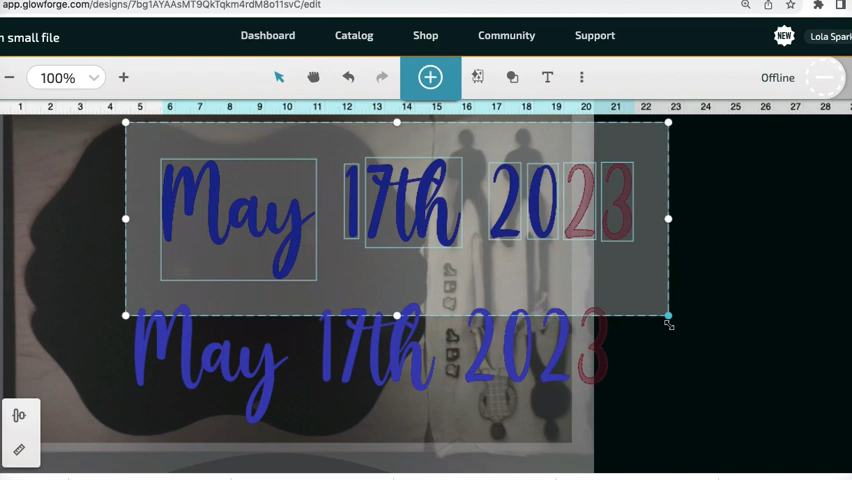 app.glowforge.com/designs/7bg1AYAAsMT9QkTqkm4rdM8o11svC/edit
n small file
Dashboard Catalog Shop Community Support NEW Lola Spark
100% Offline
1 2 3 4 5 6 7 8 9 10 11 12 13 14 15 16 17 18 19 20 21 22 23 24 25 26 27 28
May 17th 2023
May 17th 2023